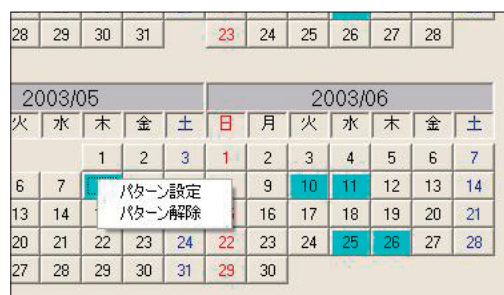 28 29 30 31 23 24 25 26 27 28
2003/05 2003/06
火 水 木 金 土 日 月 火 水 木 金 土
1 2 3 1 2 3 4 5 6 7
6 7 9 10 11 12 13 14
パターン設定
パターン解除
13 14 16 17 18 19 20 21
20 21 22 23 24 22 23 24 25 26 27 28
27 28 29 30 31 29 30